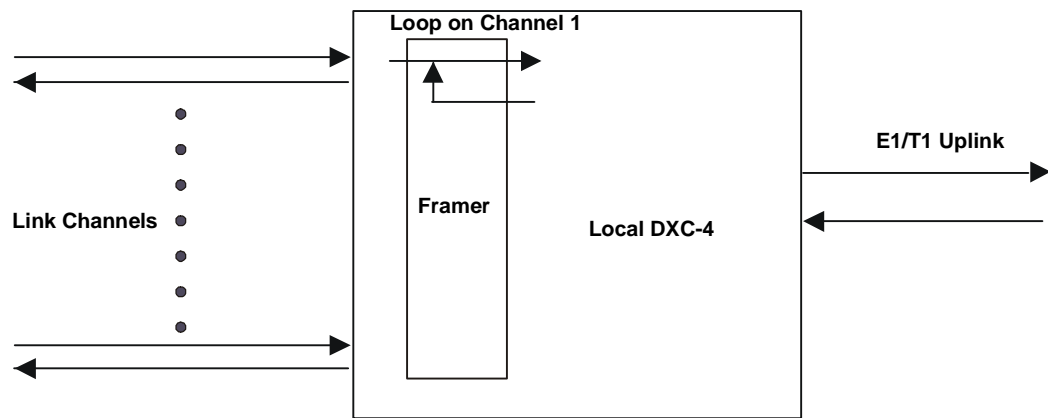 Loop on Channel 1
E1/T1 Uplink
Link Channels
Framer
Local DXC-4